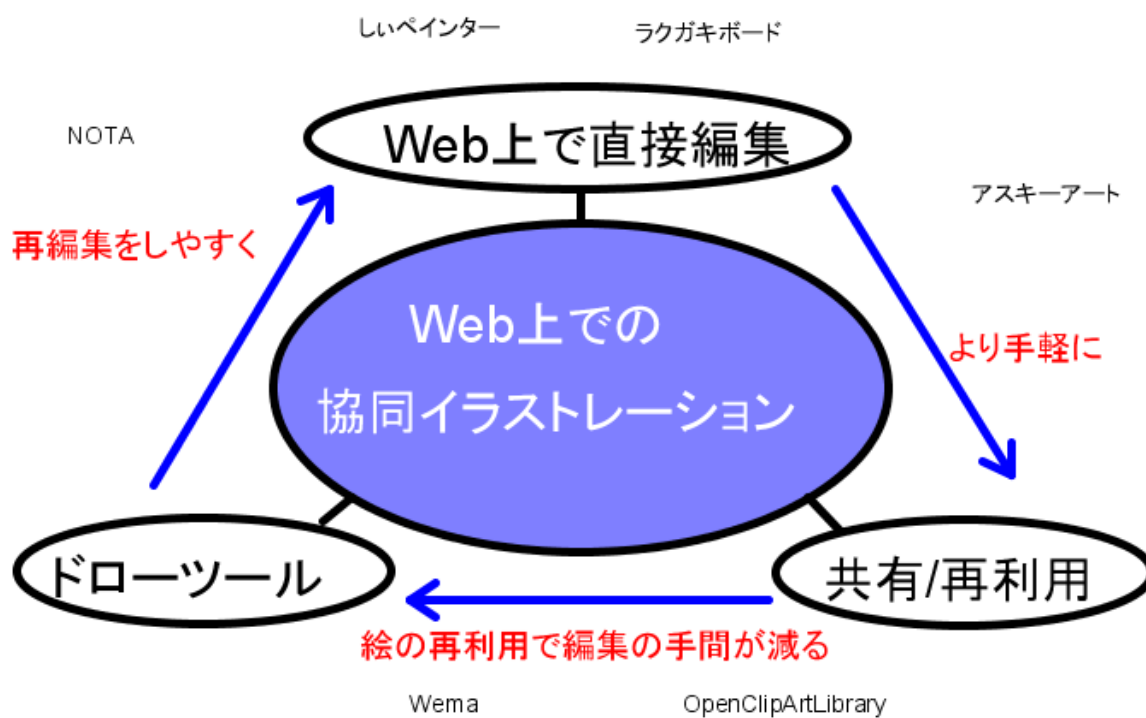 しぃペインター
ラクガキボード
NOTA
Web上で直接編集
アスキーアート
再編集をしやすく
Web上での
協同イラストレーション
より手軽に
ドローツール
共有/再利用
絵の再利用で編集の手間が減る
Wema
OpenClipArtLibrary